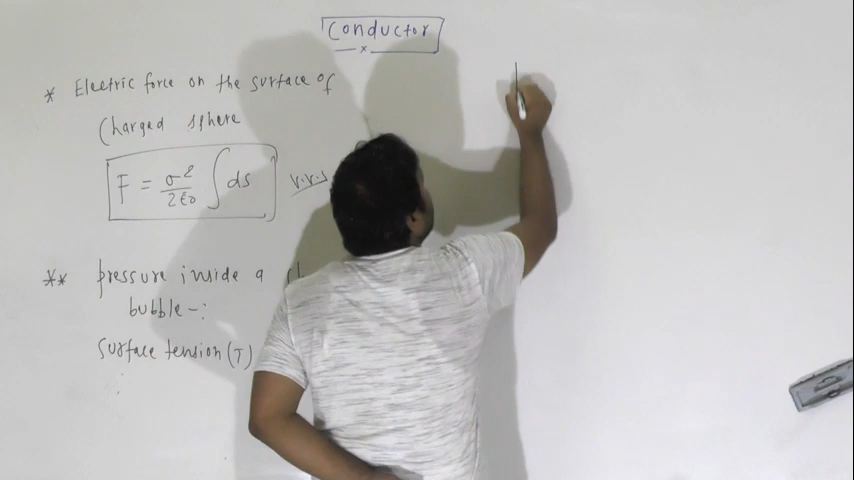 Conductor
* Electric force on the surface of
Charged sphere
F = σ²/2ε₀ ∫ds v.v.s
** pressure inside a
bubble -:
surface tension (T)